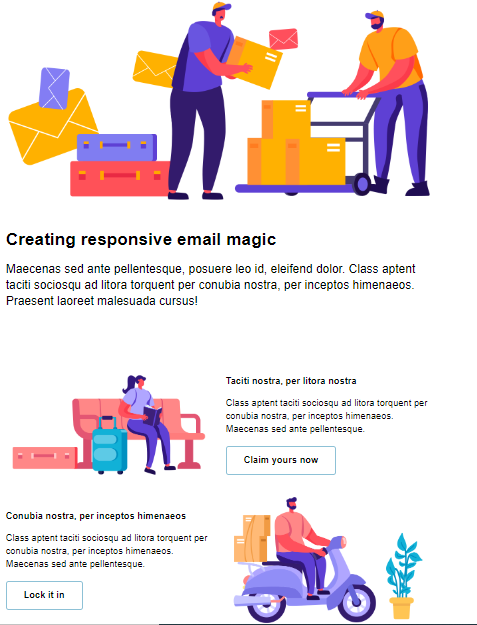 Creating responsive email magic
Maecenas sed ante pellentesque, posuere leo id, eleifend dolor. Class aptent
taciti sociosqu ad litora torquent per conubia nostra, per inceptos himenaeos.
Praesent laoreet malesuada cursus!
Taciti nostra, per litora nostra
Class aptent taciti sociosqu ad litora torquent per
conubia nostra, per inceptos himenaeos.
Maecenas sed ante pellentesque.
Claim yours now
Conubia nostra, per inceptos himenaeos
Class aptent taciti sociosqu ad litora torquent per
conubia nostra, per inceptos himenaeos.
Maecenas sed ante pellentesque.
Lock it in